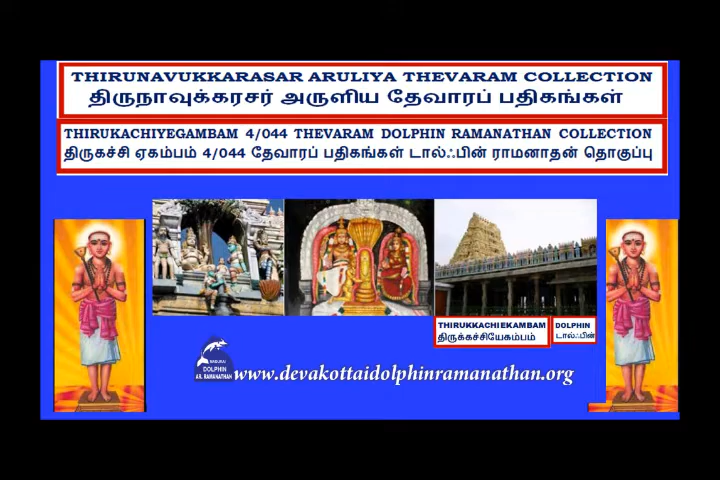 THIRUNAVUKKARASAR ARULIYA THEVARAM COLLECTION
திருநாவுக்கரசர் அருளிய தேவாரப் பதிகங்கள்
THIRUKACHIYEGAMBAM 4/044 THEVARAM DOLPHIN RAMANATHAN COLLECTION
திருகச்சி ஏகம்பம் 4/044 தேவாரப் பதிகங்கள் டால்ஃபின் ராமனாதன் தொகுப்பு
THIRUKKACHIEKAMBAM
திருக்கச்சியேகம்பம்
DOLPHIN
டால்ஃபின்
MADURAI
DOLPHIN
AR. RAMANATHAN
www.devakottaidolphinramanathan.org